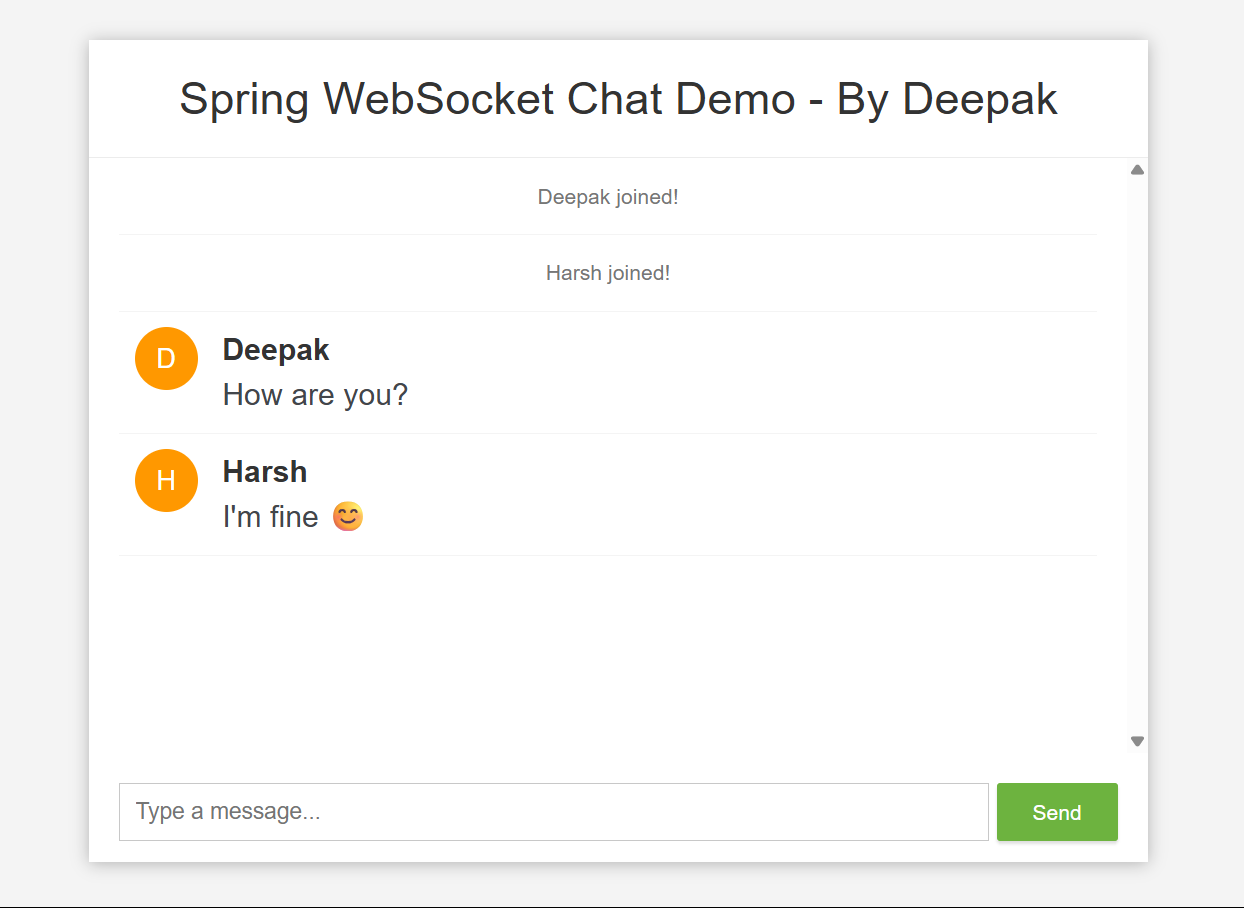 Spring WebSocket Chat Demo - By Deepak
Deepak joined!
Harsh joined!
D
Deepak
How are you?
H
Harsh
I'm fine 😊
Type a message...
Send